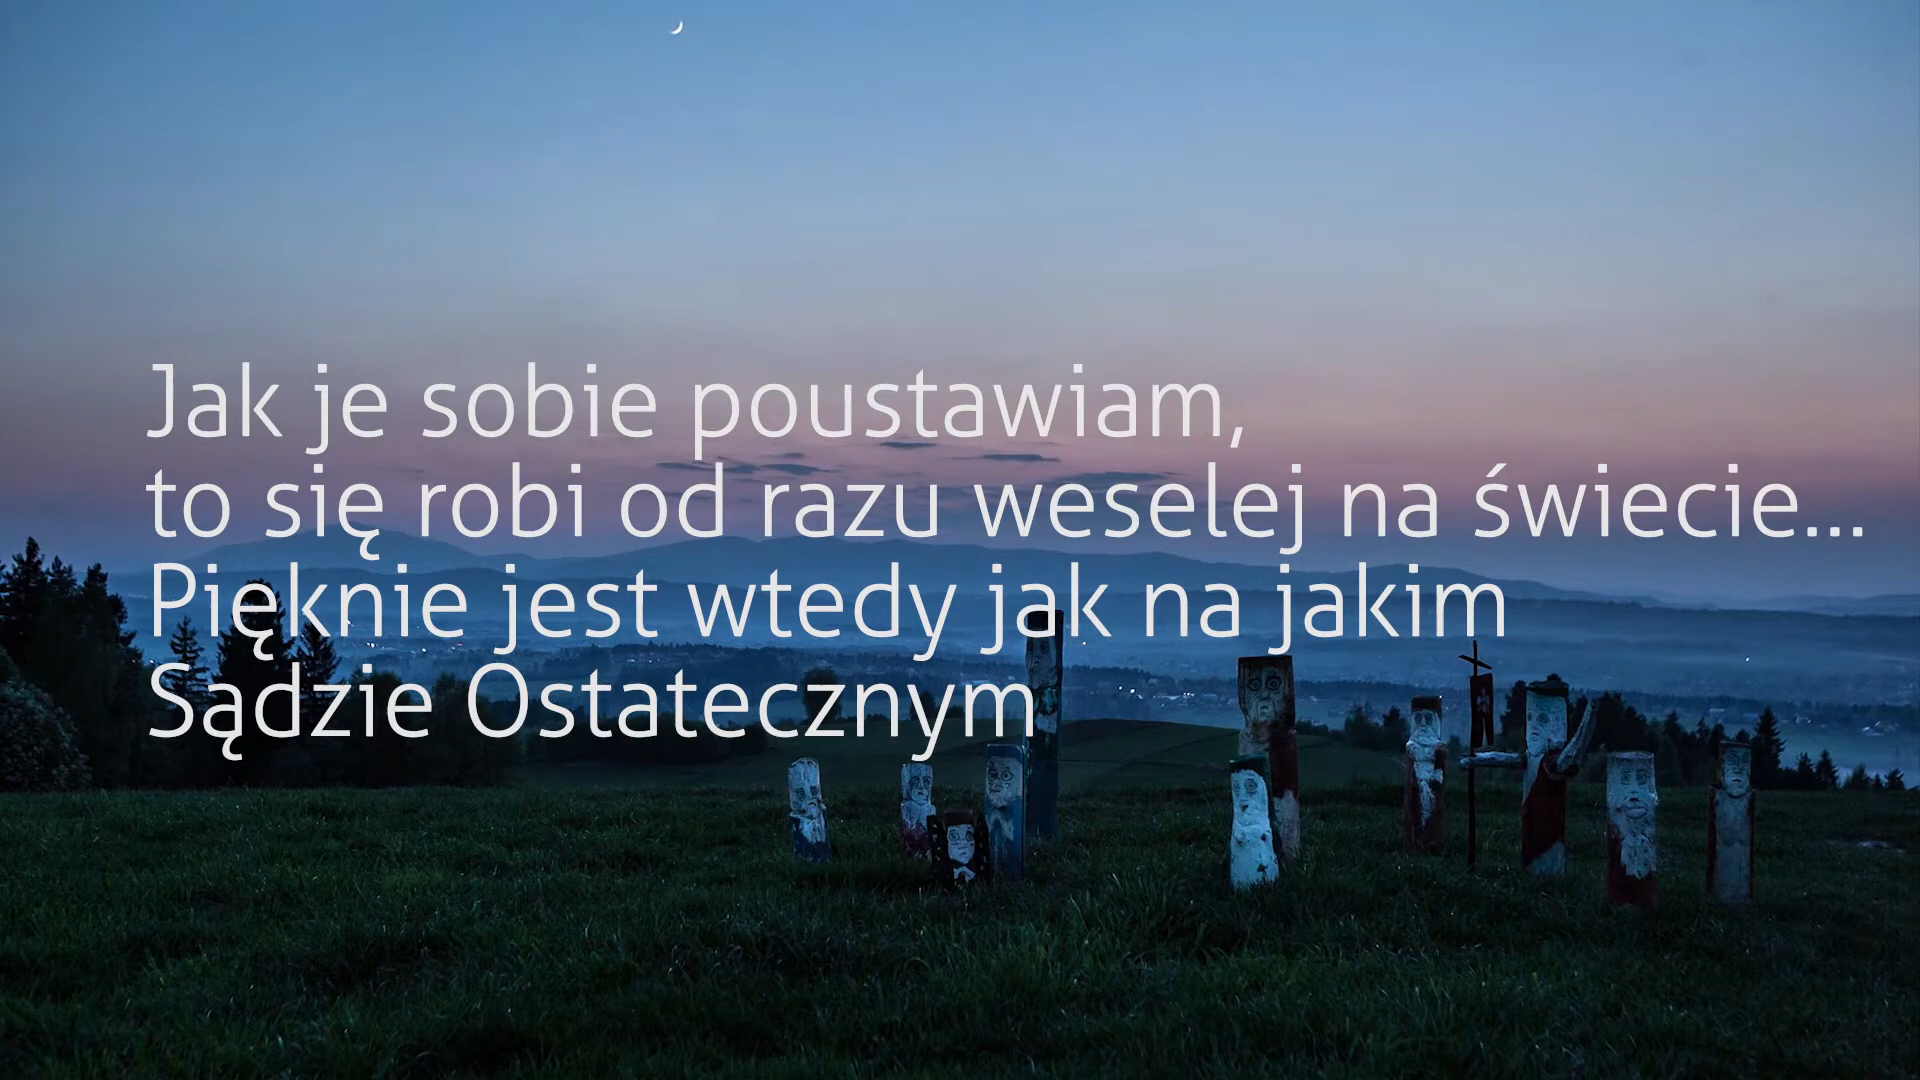 Jak je sobie poustawiam,
to się robi od razu weselej na świecie...
Pięknie jest wtedy jak na jakim
Sądzie Ostatecznym